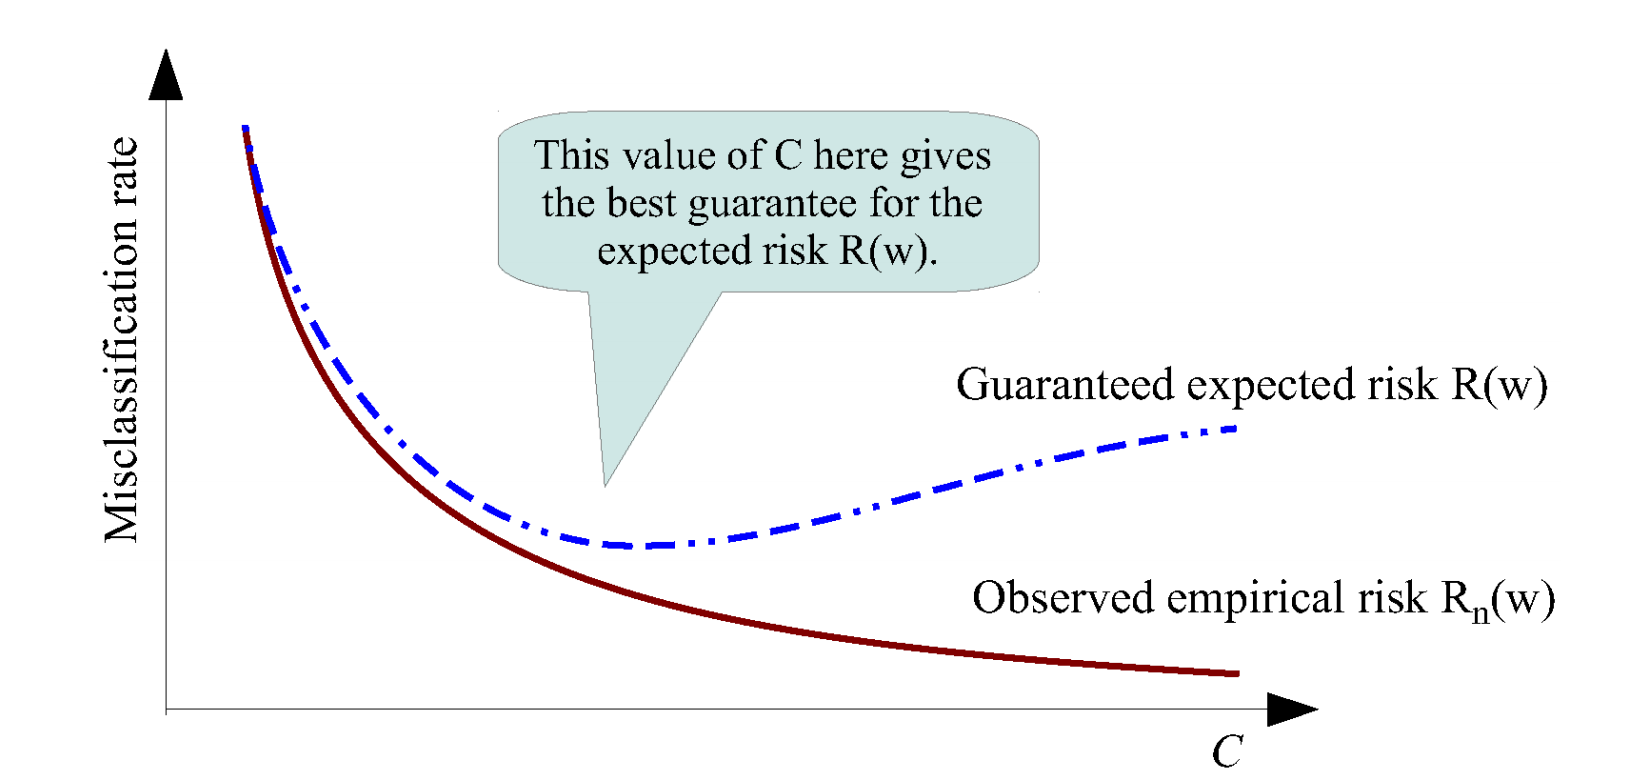 Misclassification rate
This value of C here gives
the best guarantee for the
expected risk R(w).
Guaranteed expected risk R(w)
Observed empirical risk Rn(w)
C